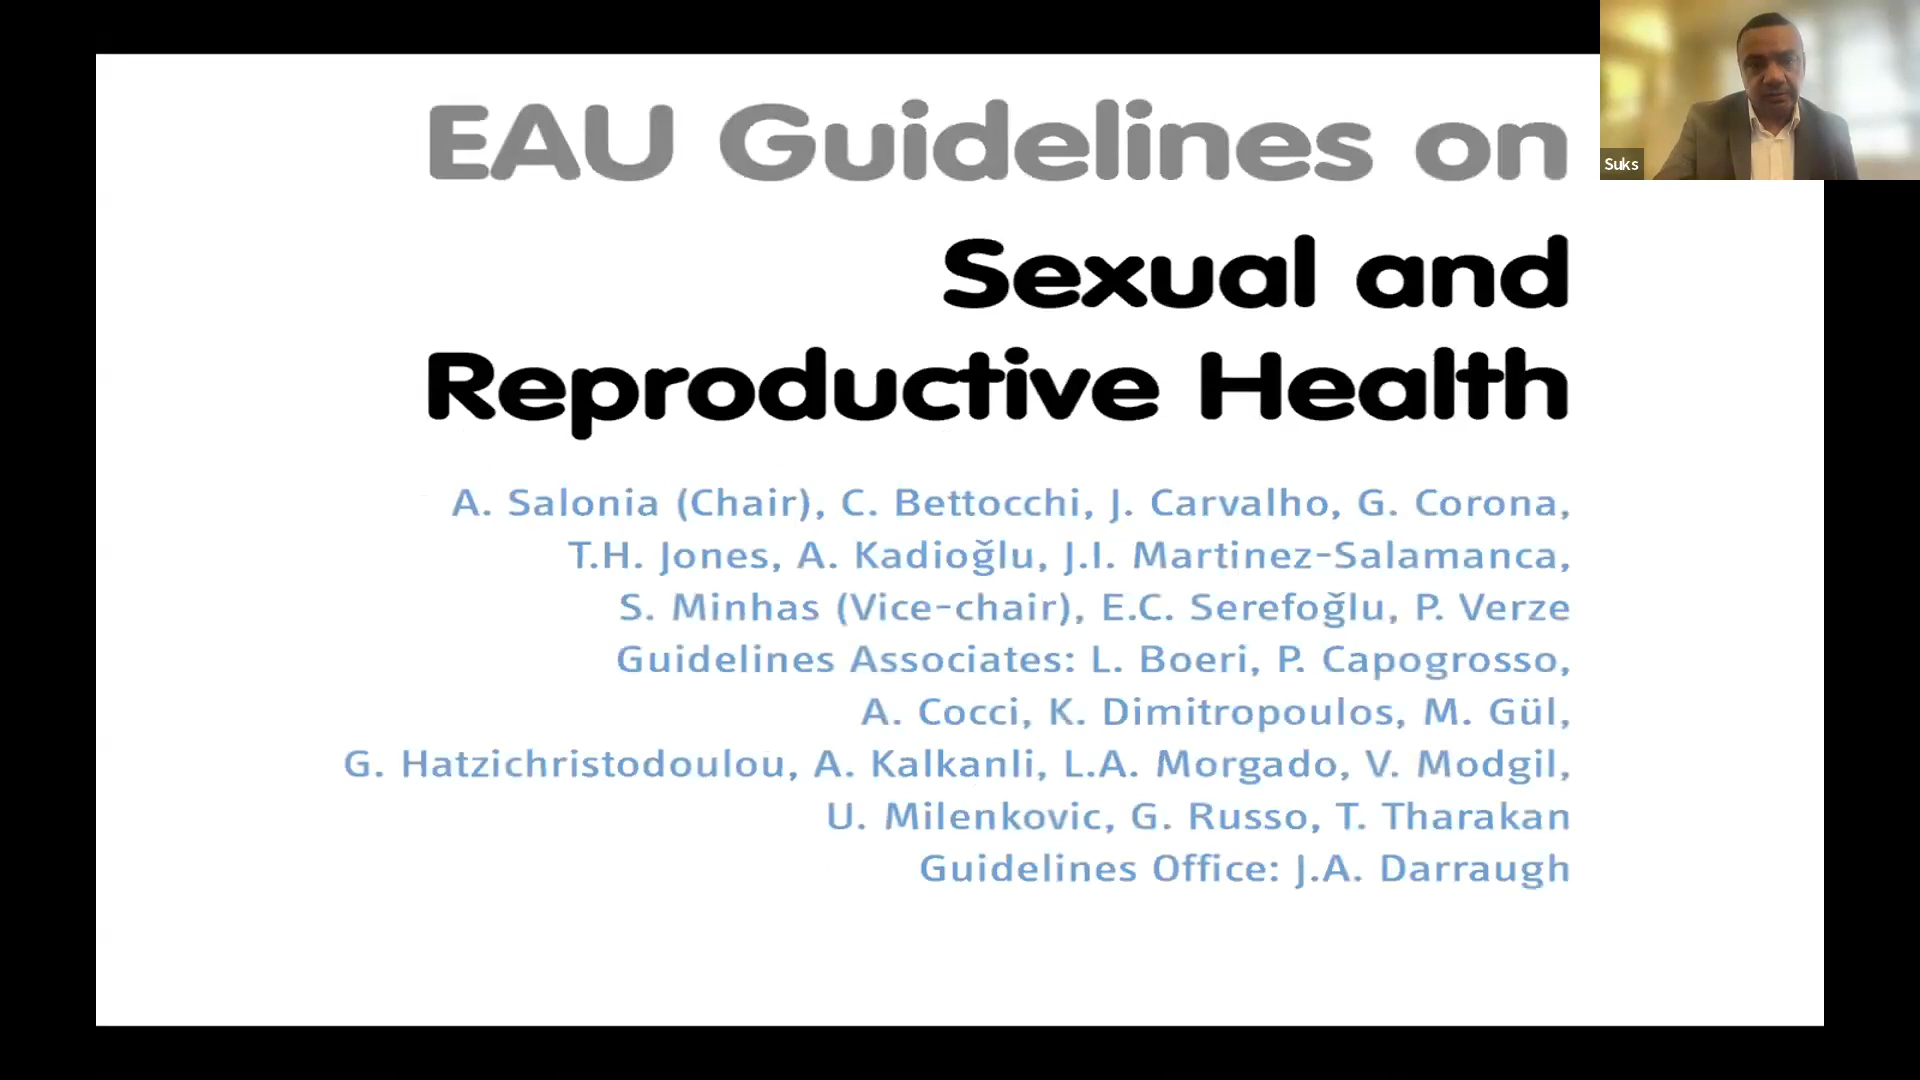 EAU Guidelines on
Sexual and
Reproductive Health
A. Salonia (Chair), C. Bettocchi, J. Carvalho, G. Corona,
T.H. Jones, A. Kadioğlu, J.I. Martinez-Salamanca,
S. Minhas (Vice-chair), E.C. Serefoğlu, P. Verze
Guidelines Associates: L. Boeri, P. Capogrosso,
A. Cocci, K. Dimitropoulos, M. Gül,
G. Hatzichristodoulou, A. Kalkanli, L.A. Morgado, V. Modgil,
U. Milenkovic, G. Russo, T. Tharakan
Guidelines Office: J.A. Darraugh
Suks